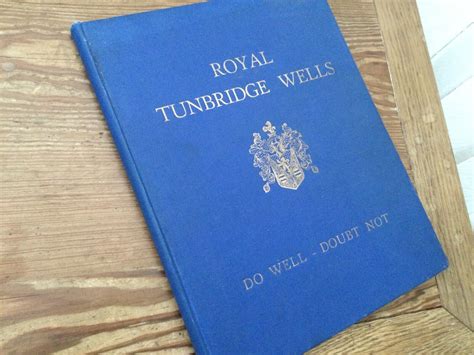 ROYAL
TUNBRIDGE WELLS
DO WELL - DOUBT NOT